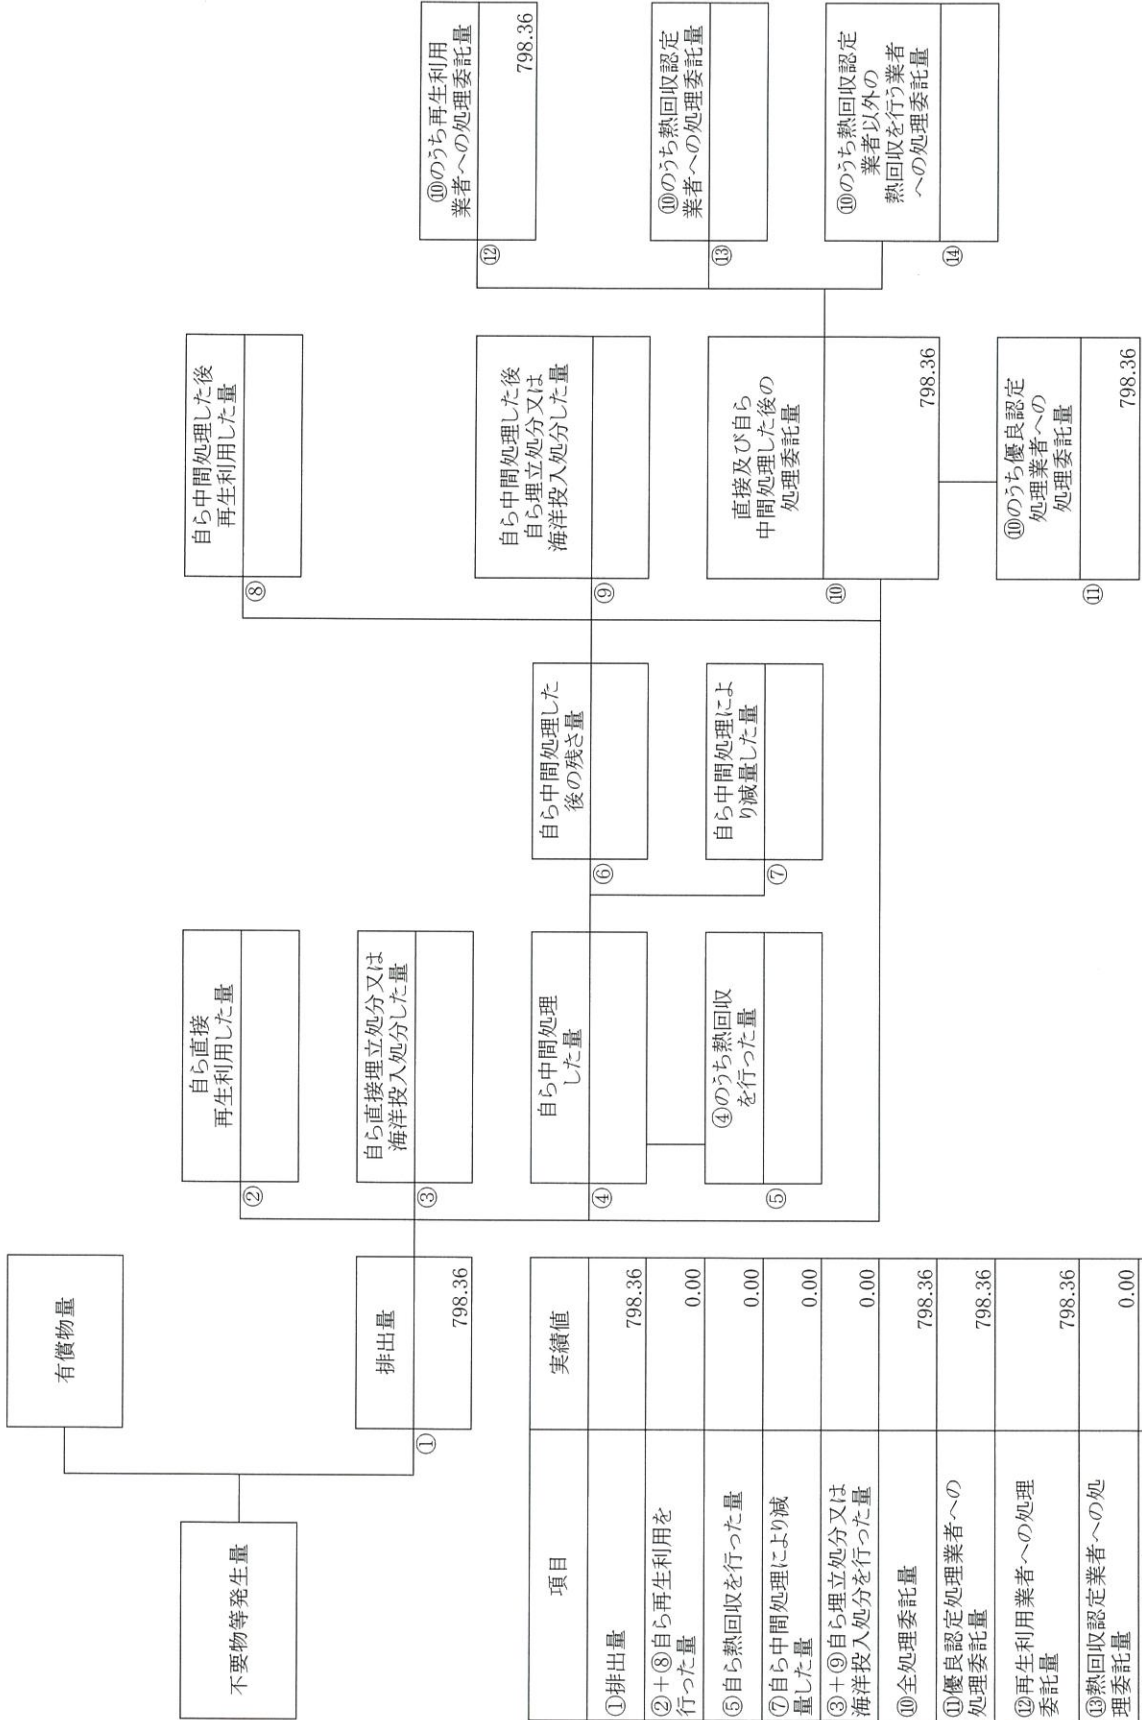 不要物等発生量
有償物量
排出量
①
798.36
自ら直接
再生利用した量
②
自ら直接埋立処分又は
海洋投入処分した量
③
自ら中間処理
した量
④
④のうち熱回収
を行った量
⑤
自ら中間処理した
後の残さ量
⑥
自ら中間処理によ
り減量した量
⑦
自ら中間処理した後
再生利用した量
⑧
自ら中間処理した後
自ら埋立処分又は
海洋投入処分した量
⑨
直接及び自ら
中間処理した後の
処理委託量
⑩
798.36
⑩のうち優良認定
処理業者への
処理委託量
⑪
798.36
⑩のうち再生利用
業者への処理委託量
⑫
798.36
⑩のうち熱回収認定
業者への処理委託量
⑬
⑩のうち熱回収認定
業者以外の
熱回収を行う業者
への処理委託量
⑭
項目 実績値
①排出量 798.36
②+⑧自ら再生利用を
行った量 0.00
⑤自ら熱回収を行った量 0.00
⑦自ら中間処理により減
量した量 0.00
③+⑨自ら埋立処分又は
海洋投入処分を行った量 0.00
⑩全処理委託量 798.36
⑪優良認定処理業者への
処理委託量 798.36
⑫再生利用業者への処理
委託量 798.36
⑬熱回収認定業者への処
理委託量 0.00